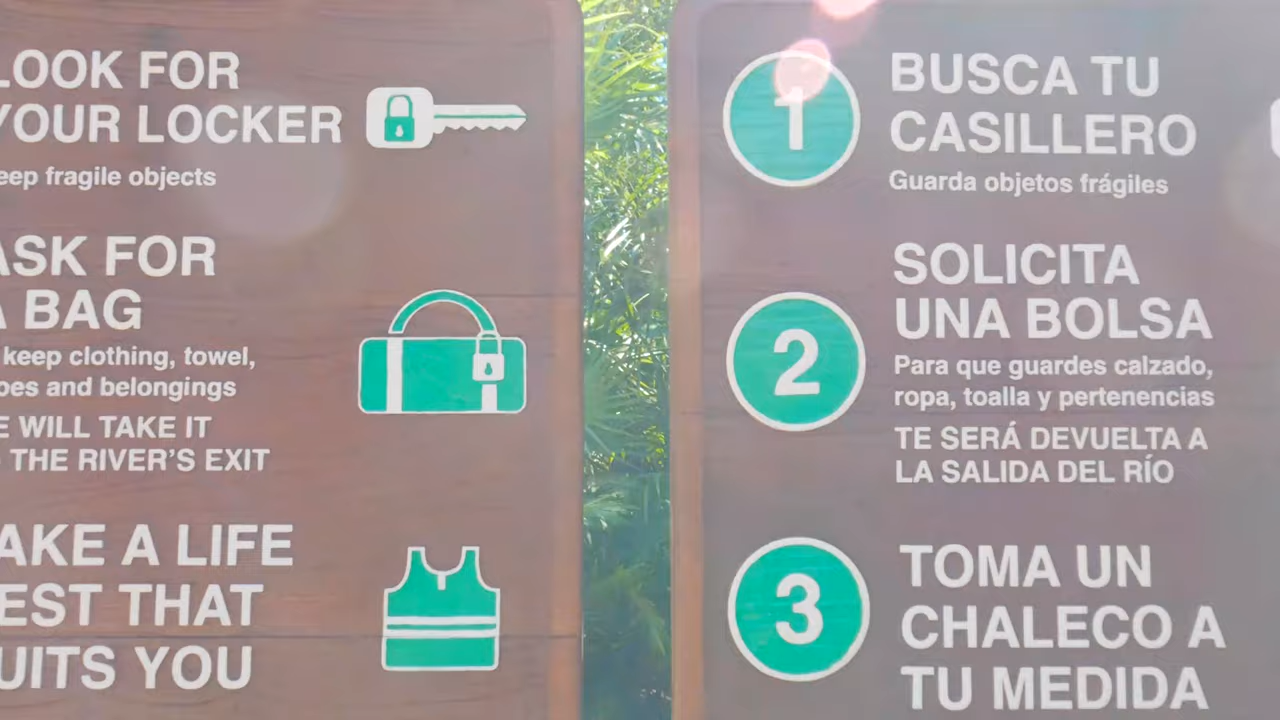 LOOK FOR
YOUR LOCKER
eep fragile objects
ASK FOR
A BAG
keep clothing, towel,
oes and belongings
E WILL TAKE IT
THE RIVER'S EXIT
AKE A LIFE
EST THAT
UITS YOU
1
BUSCA TU
CASILLERO
Guarda objetos frágiles
2
SOLICITA
UNA BOLSA
Para que guardes calzado,
ropa, toalla y pertenencias
TE SERÁ DEVUELTA A
LA SALIDA DEL RÍO
3
TOMA UN
CHALECO A
TU MEDIDA